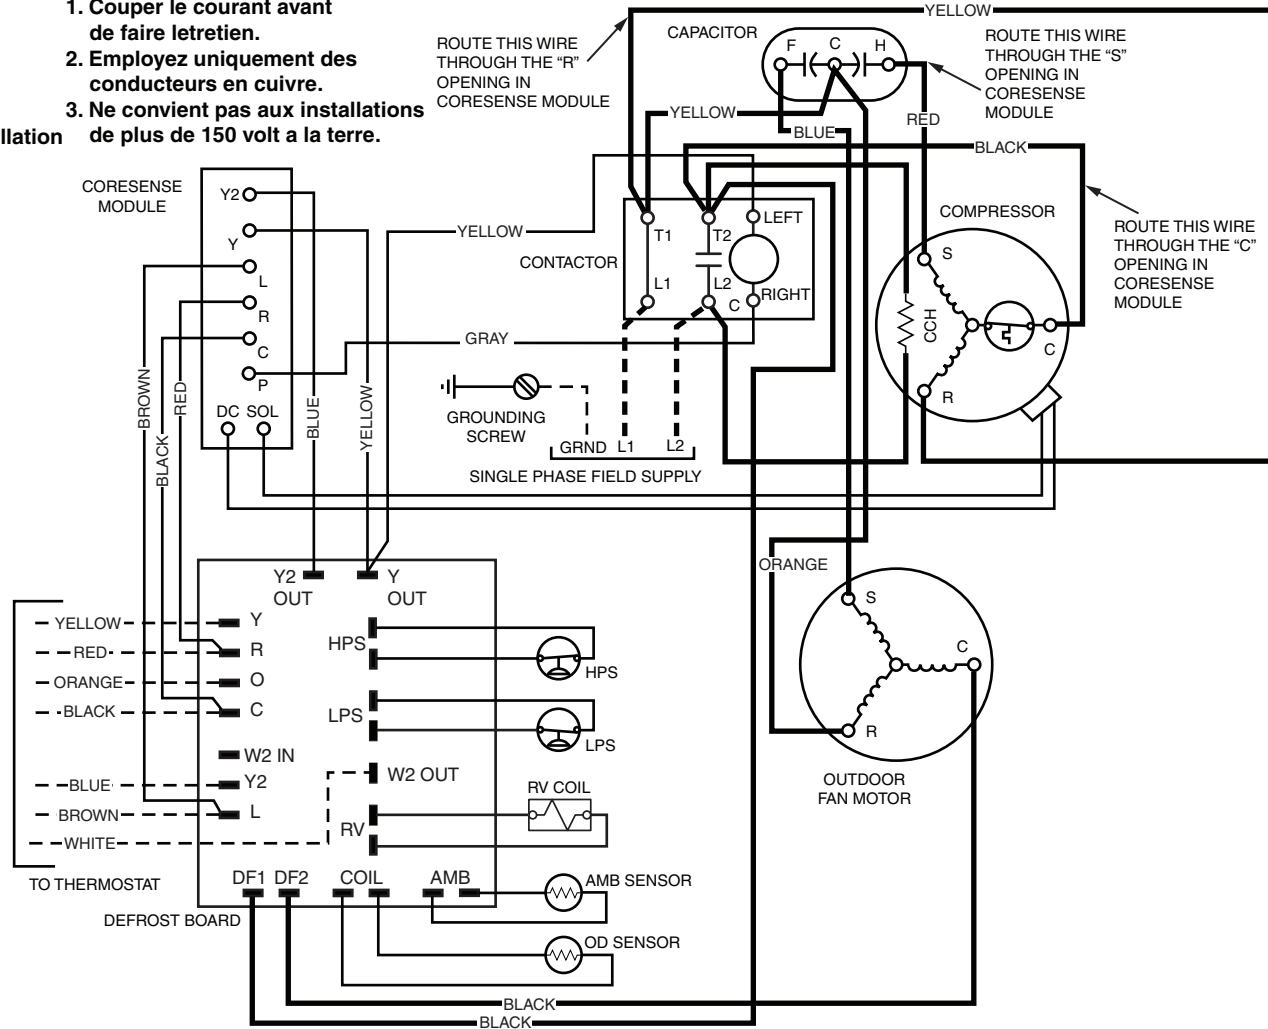 1. Couper le courant avant
de faire letretien.
2. Employez uniquement des
conducteurs en cuivre.
3. Ne convient pas aux installations
llation
de plus de 150 volt a la terre.
YELLOW
ROUTE THIS WIRE
THROUGH THE “R”
OPENING IN
CORESENSE MODULE
CAPACITOR
F
C
H
ROUTE THIS WIRE
THROUGH THE “S”
OPENING IN
CORESENSE
MODULE
YELLOW
BLUE
RED
BLACK
CORESENSE
MODULE
Y2
Y
L
R
C
P
DC
SOL
YELLOW
CONTACTOR
T1
T2
LEFT
L1
L2
C
RIGHT
COMPRESSOR
S
CCH
C
R
ROUTE THIS WIRE
THROUGH THE “C”
OPENING IN
CORESENSE
MODULE
GRAY
BROWN
RED
BLACK
BLUE
YELLOW
GROUNDING
SCREW
GRND
L1
L2
SINGLE PHASE FIELD SUPPLY
ORANGE
Y2
OUT
Y
OUT
YELLOW
Y
RED
R
ORANGE
O
BLACK
C
W2 IN
BLUE
Y2
BROWN
L
WHITE
HPS
HPS
LPS
LPS
W2 OUT
RV COIL
RV
S
C
R
OUTDOOR
FAN MOTOR
TO THERMOSTAT
DF1
DF2
COIL
AMB
AMB SENSOR
DEFROST BOARD
OD SENSOR
BLACK
BLACK